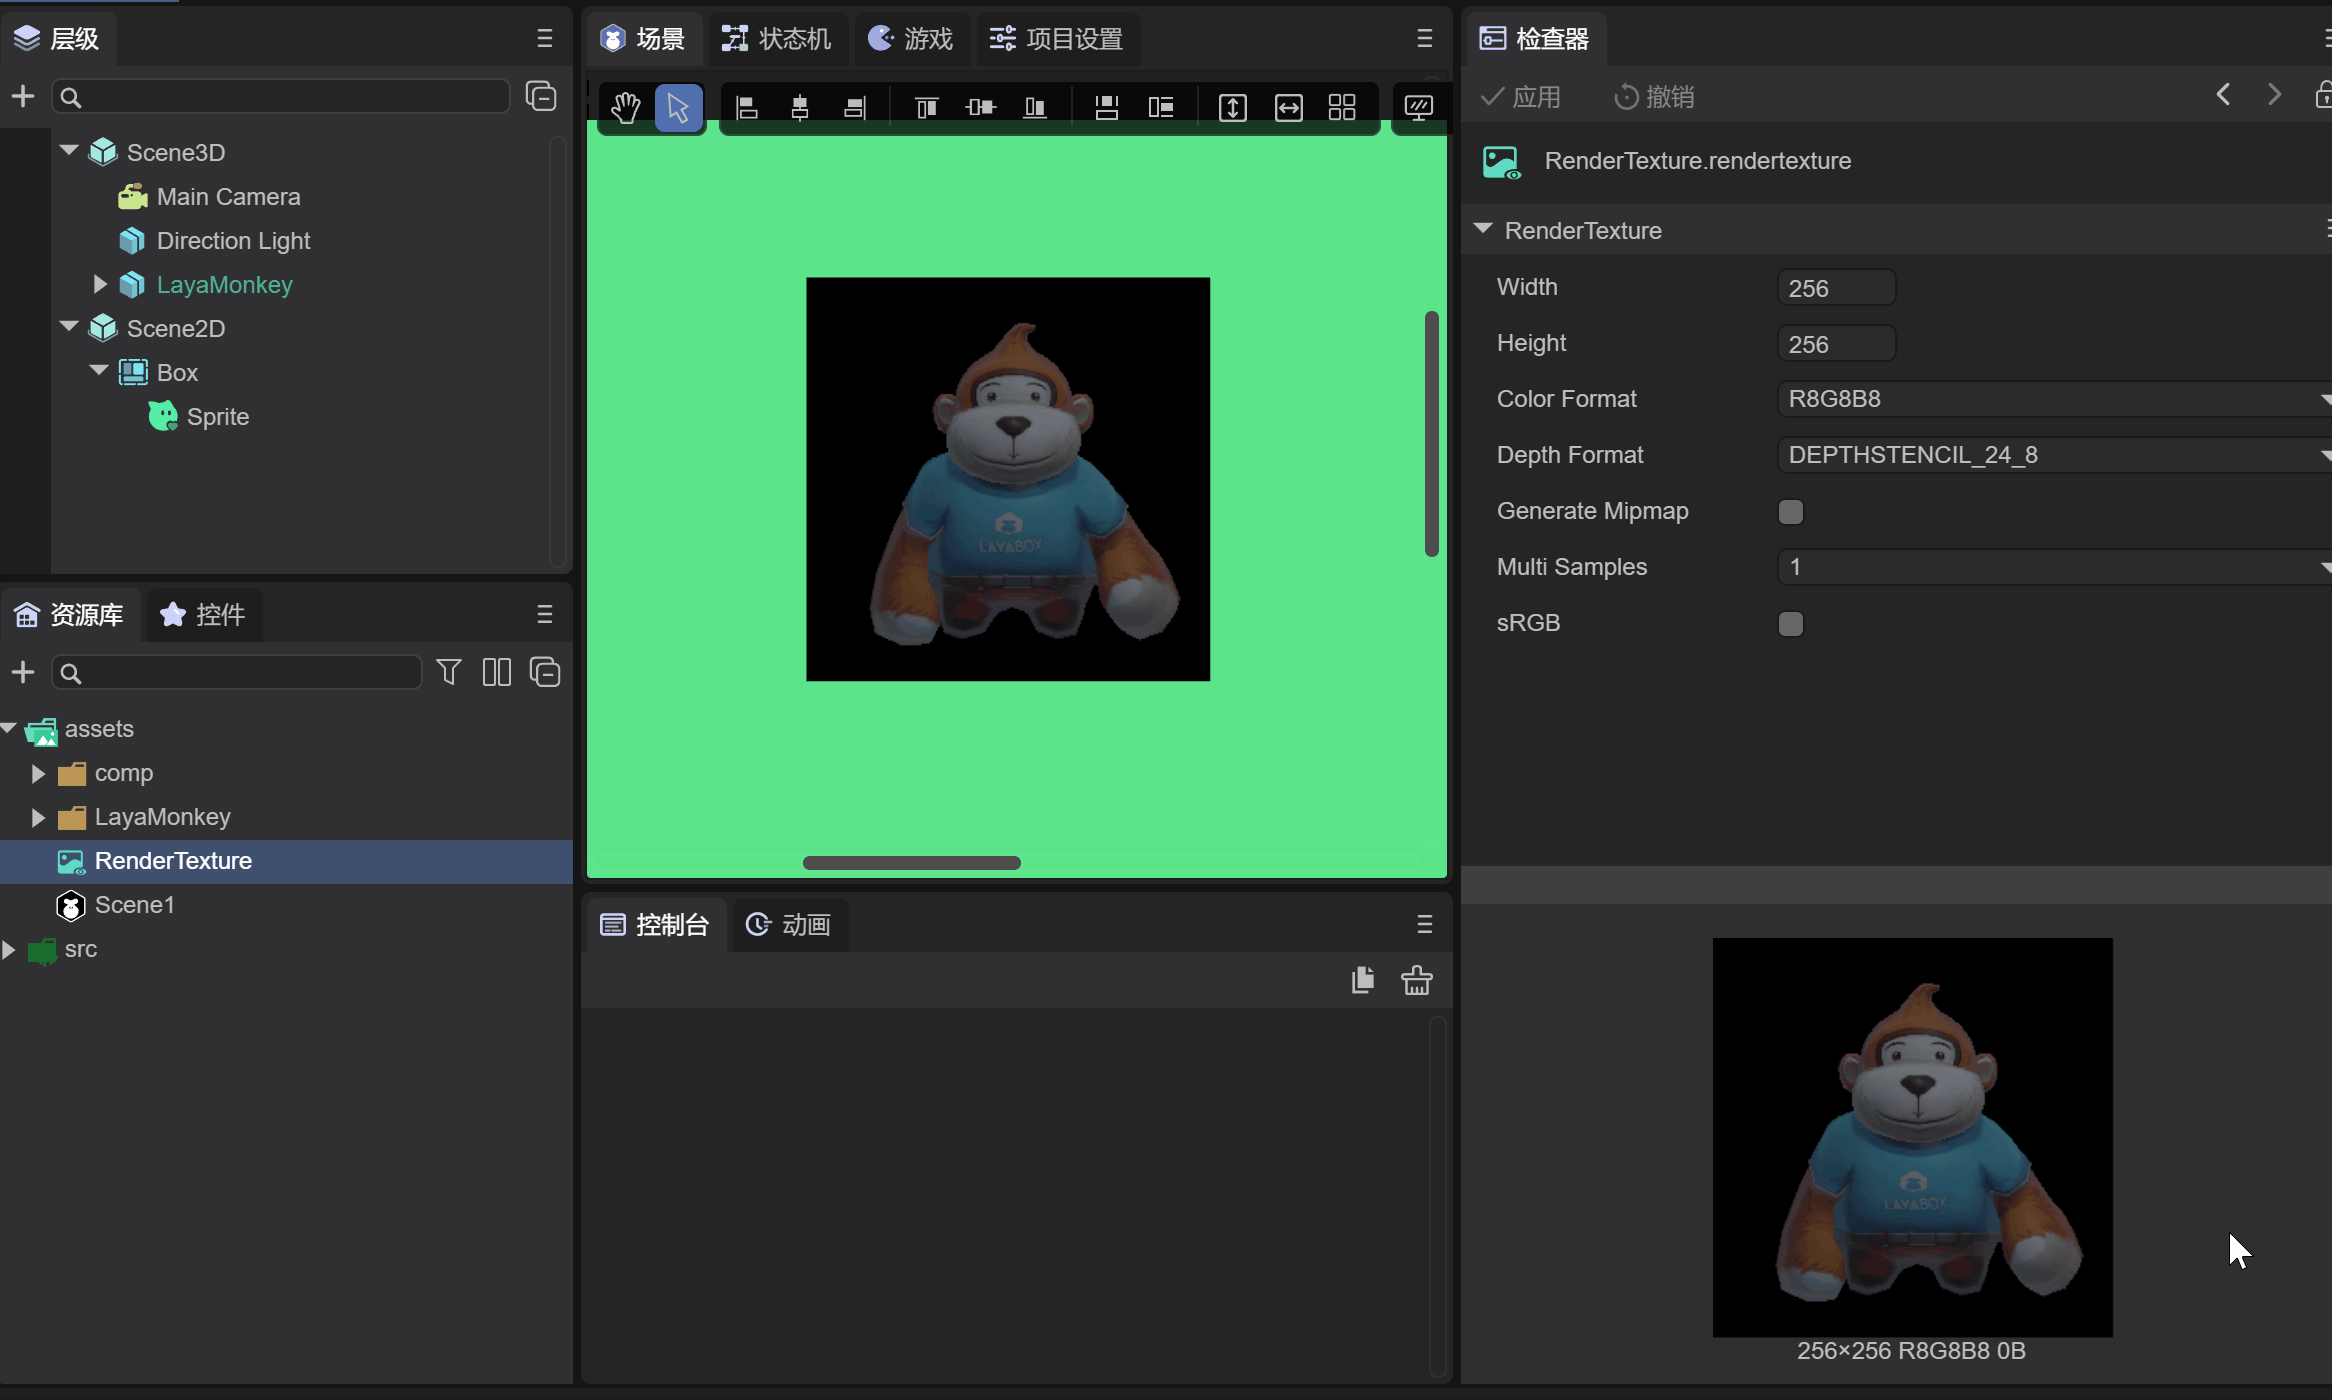 层级
Scene3D
Main Camera
Direction Light
LayaMonkey
Scene2D
Box
Sprite
资源库 控件
assets
comp
LayaMonkey
RenderTexture
Scene1
src
场景 状态机 游戏 项目设置
LAYABOX
控制台 动画
检查器
应用 撤销
RenderTexture.rendertexture
RenderTexture
Width 256
Height 256
Color Format R8G8B8
Depth Format DEPTHSTENCIL_24_8
Generate Mipmap
Multi Samples 1
sRGB
LAYABOX
256×256 R8G8B8 0B